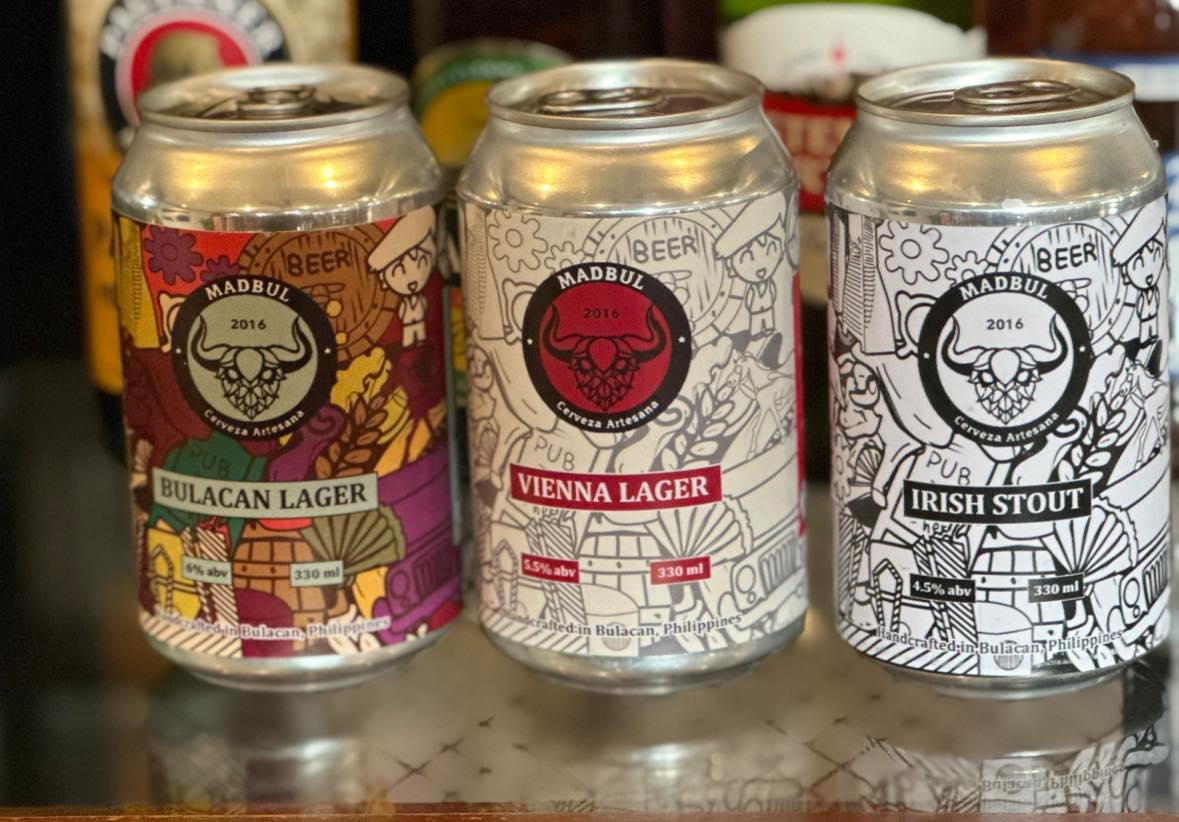 BEER
MADBUL
2016
Cerveza Artesana
PUB
BULACAN LAGER
6% abv
330 ml
Handcrafted in Bulacan, Philippines
BEER
MADBUL
2016
Cerveza Artesana
PUB
VIENNA LAGER
5.5% abv
330 ml
Handcrafted in Bulacan, Philippines
BEER
MADBUL
2016
Cerveza Artesana
PUB
IRISH STOUT
4.5% abv
330 ml
Handcrafted in Bulacan, Philippines